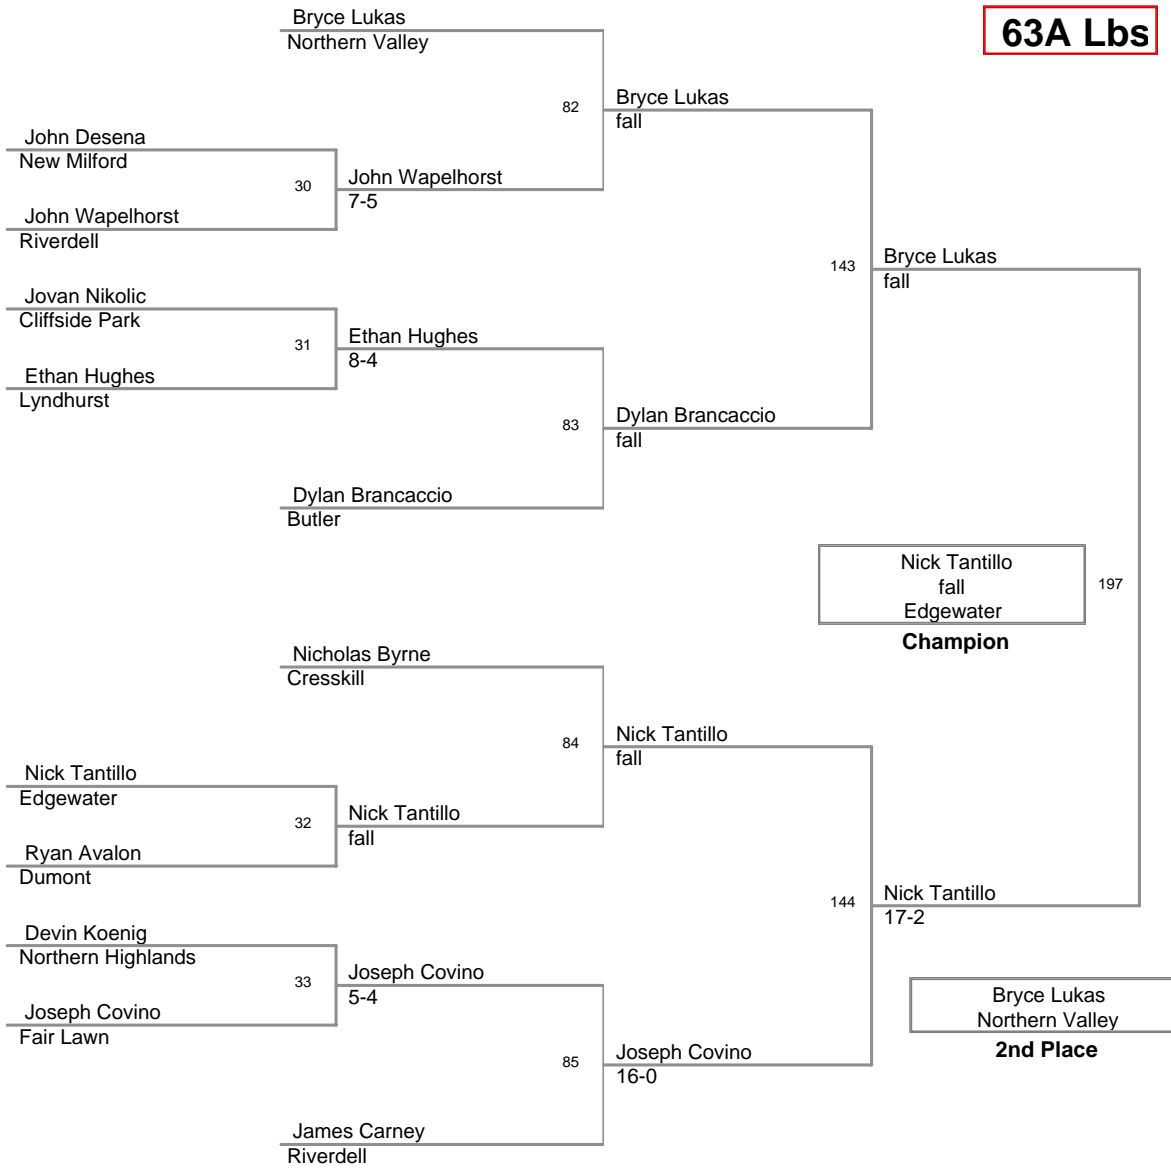 Bryce Lukas
Northern Valley
63A Lbs
82
Bryce Lukas
fall
John Desena
New Milford
30
John Wapelhorst
7-5
John Wapelhorst
Riverdell
143
Bryce Lukas
fall
Jovan Nikolic
Cliffside Park
31
Ethan Hughes
8-4
Ethan Hughes
Lyndhurst
83
Dylan Brancaccio
fall
Dylan Brancaccio
Butler
Nick Tantillo
fall
Edgewater
197
Champion
Nicholas Byrne
Cresskill
84
Nick Tantillo
fall
Nick Tantillo
Edgewater
32
Nick Tantillo
fall
Ryan Avalon
Dumont
144
Nick Tantillo
17-2
Devin Koenig
Northern Highlands
33
Joseph Covino
5-4
Joseph Covino
Fair Lawn
Bryce Lukas
Northern Valley
2nd Place
85
Joseph Covino
16-0
James Carney
Riverdell